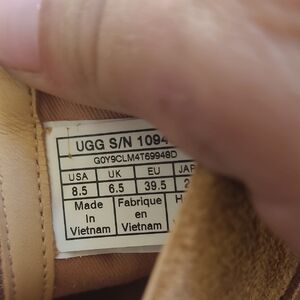 UGG S/N 1094
G0Y9CLM4T69948D
USA UK EU JAP
8.5 6.5 39.5 2
Made Fabrique H
In en
Vietnam Vietnam